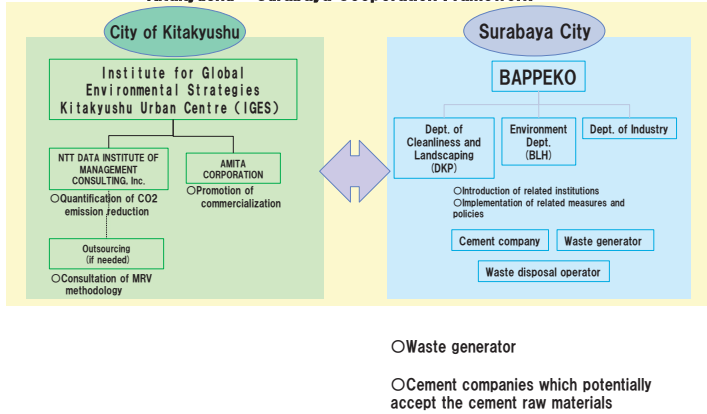 City of Kitakyushu
Institute for Global
Environmental Strategies
Kitakyushu Urban Centre (IGES)
NTT DATA INSTITUTE OF
MANAGEMENT
CONSULTING, Inc.
○Quantification of CO2
emission reduction
AMITA
CORPORATION
○Promotion of
commercialization
Outsourcing
(if needed)
○Consultation of MRV
methodology
Surabaya City
BAPPEKO
Dept. of
Cleanliness and
Landscaping
(DKP)
Environment
Dept.
(BLH)
Dept. of Industry
○Introduction of related institutions
○Implementation of related measures and
policies
Cement company
Waste generator
Waste disposal operator
○Waste generator
○Cement companies which potentially
accept the cement raw materials